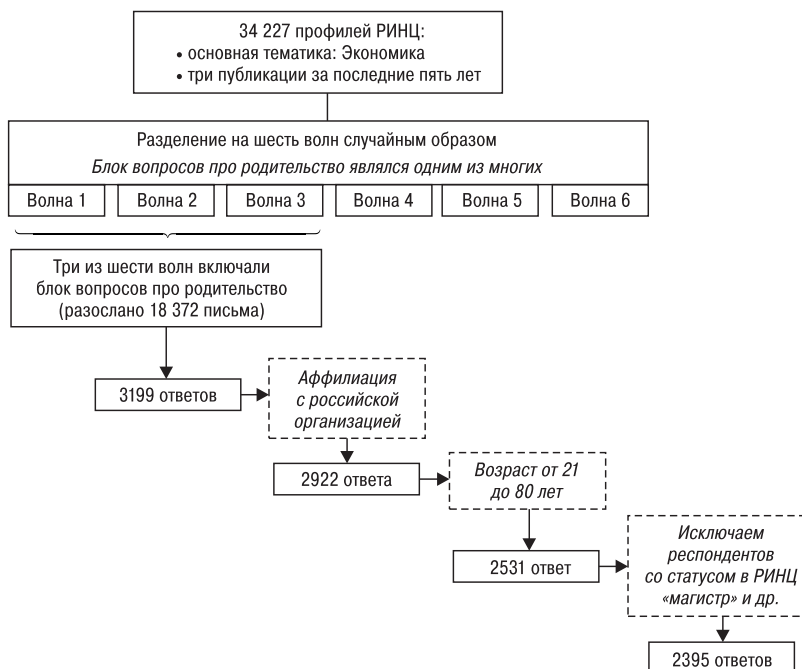 34 227 профилей РИНЦ:
• основная тематика: Экономика
• три публикации за последние пять лет
Разделение на шесть волн случайным образом
Блок вопросов про родительство являлся одним из многих
Волна 1 Волна 2 Волна 3 Волна 4 Волна 5 Волна 6
Три из шести волн включали
блок вопросов про родительство
(разослано 18 372 письма)
3199 ответов
Аффилиация
с российской
организацией
2922 ответа
Возраст от 21
до 80 лет
2531 ответ
Исключаем
респондентов
со статусом в РИНЦ
«магистр» и др.
2395 ответов